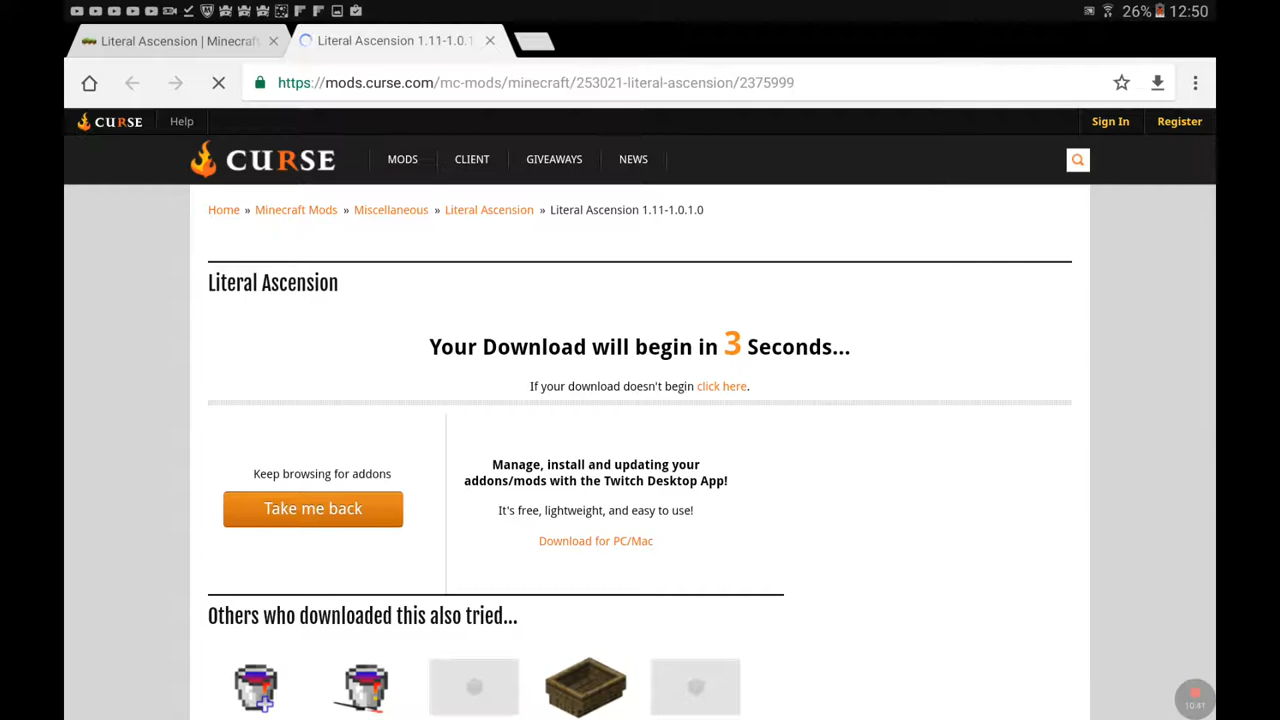 26% 12:50
Literal Ascension | Minecraft
Literal Ascension 1.11-1.0.1
https://mods.curse.com/mc-mods/minecraft/253021-literal-ascension/2375999
CURSE Help Sign In Register
CURSE MODS CLIENT GIVEAWAYS NEWS
Home » Minecraft Mods » Miscellaneous » Literal Ascension » Literal Ascension 1.11-1.0.1.0
Literal Ascension
Your Download will begin in 3 Seconds...
If your download doesn't begin click here.
Keep browsing for addons
Take me back
Manage, install and updating your
addons/mods with the Twitch Desktop App!
It's free, lightweight, and easy to use!
Download for PC/Mac
Others who downloaded this also tried...
10:41